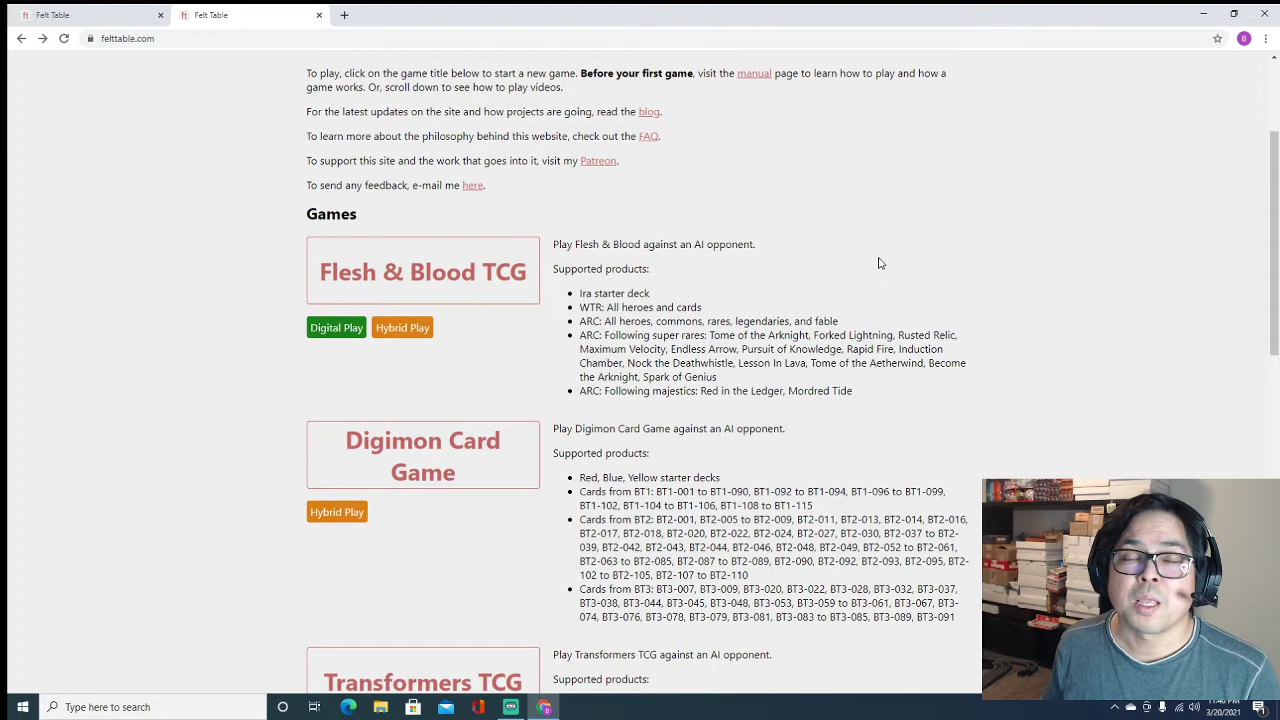 Felt Table
Felt Table
felttable.com
B
To play, click on the game title below to start a new game. Before your first game, visit the manual page to learn how to play and how a
game works. Or, scroll down to see how to play videos.
For the latest updates on the site and how projects are going, read the blog.
To learn more about the philosophy behind this website, check out the FAQ.
To support this site and the work that goes into it, visit my Patreon.
To send any feedback, e-mail me here.
Games
Flesh & Blood TCG
Digital Play
Hybrid Play
Play Flesh & Blood against an AI opponent.
Supported products:
Ira starter deck
WTR: All heroes and cards
ARC: All heroes, commons, rares, legendaries, and fable
ARC: Following super rares: Tome of the Arknight, Forked Lightning, Rusted Relic,
Maximum Velocity, Endless Arrow, Pursuit of Knowledge, Rapid Fire, Induction
Chamber, Nock the Deathwhistle, Lesson In Lava, Tome of the Aetherwind, Become
the Arknight, Spark of Genius
ARC: Following majestics: Red in the Ledger, Mordred Tide
Digimon Card
Game
Hybrid Play
Play Digimon Card Game against an AI opponent.
Supported products:
Red, Blue, Yellow starter decks
Cards from BT1: BT1-001 to BT1-090, BT1-092 to BT1-094, BT1-096 to BT1-099,
BT1-102, BT1-104 to BT1-106, BT1-108 to BT1-115
Cards from BT2: BT2-001, BT2-005 to BT2-009, BT2-011, BT2-013, BT2-014, BT2-016,
BT2-017, BT2-018, BT2-020, BT2-022, BT2-024, BT2-027, BT2-030, BT2-037 to BT2-
039, BT2-042, BT2-043, BT2-044, BT2-046, BT2-048, BT2-049, BT2-052 to BT2-061,
BT2-063 to BT2-085, BT2-087 to BT2-089, BT2-090, BT2-092, BT2-093, BT2-095, BT2-
102 to BT2-105, BT2-107 to BT2-110
Cards from BT3: BT3-007, BT3-009, BT3-020, BT3-022, BT3-028, BT3-032, BT3-037,
BT3-038, BT3-044, BT3-045, BT3-048, BT3-053, BT3-059 to BT3-061, BT3-067, BT3-
074, BT3-076, BT3-078, BT3-079, BT3-081, BT3-083 to BT3-085, BT3-089, BT3-091
Transformers TCG
Play Transformers TCG against an AI opponent.
Supported products:
Type here to search
11:46 PM
3/20/2021